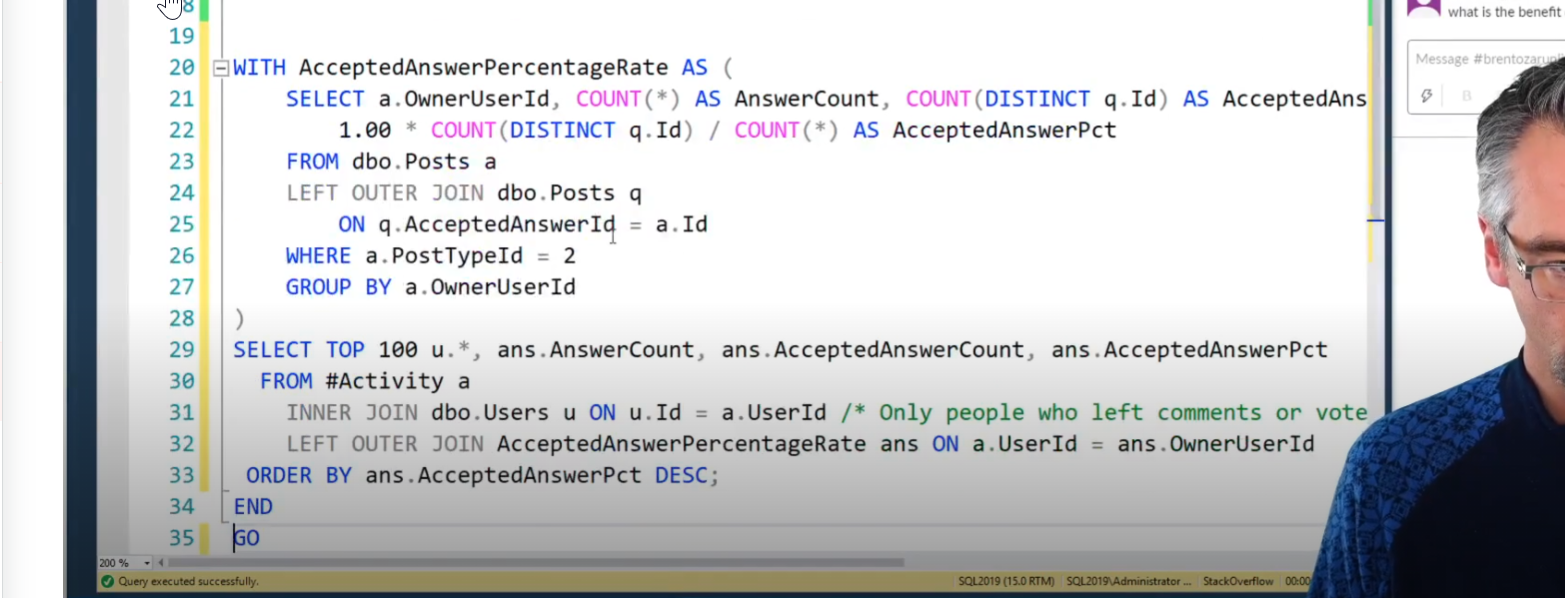 8
19
20 WITH AcceptedAnswerPercentageRate AS (
21 SELECT a.OwnerUserId, COUNT(*) AS AnswerCount, COUNT(DISTINCT q.Id) AS AcceptedAns
22 1.00 * COUNT(DISTINCT q.Id) / COUNT(*) AS AcceptedAnswerPct
23 FROM dbo.Posts a
24 LEFT OUTER JOIN dbo.Posts q
25 ON q.AcceptedAnswerId = a.Id
26 WHERE a.PostTypeId = 2
27 GROUP BY a.OwnerUserId
28 )
29 SELECT TOP 100 u.*, ans.AnswerCount, ans.AcceptedAnswerCount, ans.AcceptedAnswerPct
30 FROM #Activity a
31 INNER JOIN dbo.Users u ON u.Id = a.UserId /* Only people who left comments or vote
32 LEFT OUTER JOIN AcceptedAnswerPercentageRate ans ON a.UserId = ans.OwnerUserId
33 ORDER BY ans.AcceptedAnswerPct DESC;
34 END
35 GO
200 %
Query executed successfully. SQL2019 (15.0 RTM) SQL2019\Administrator ... StackOverflow 00:00
what is the benefit
Message #brentozarunl
B